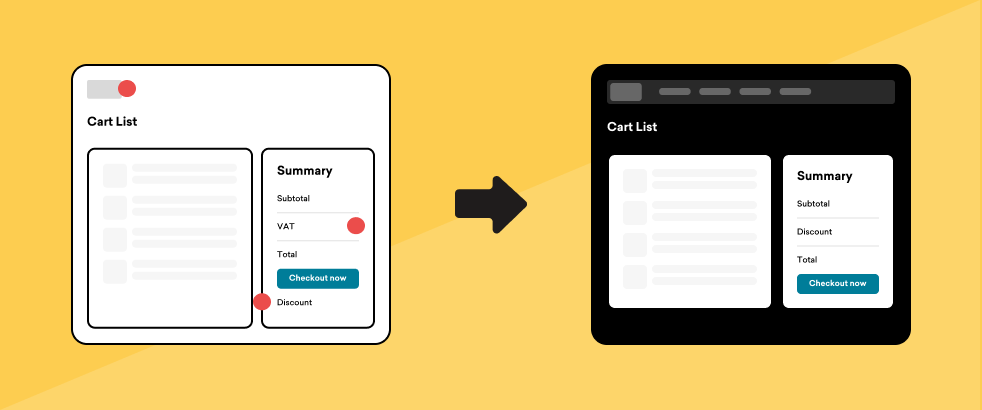 Cart List
Summary
Subtotal
VAT
Total
Checkout now
Discount
Cart List
Summary
Subtotal
Discount
Total
Checkout now